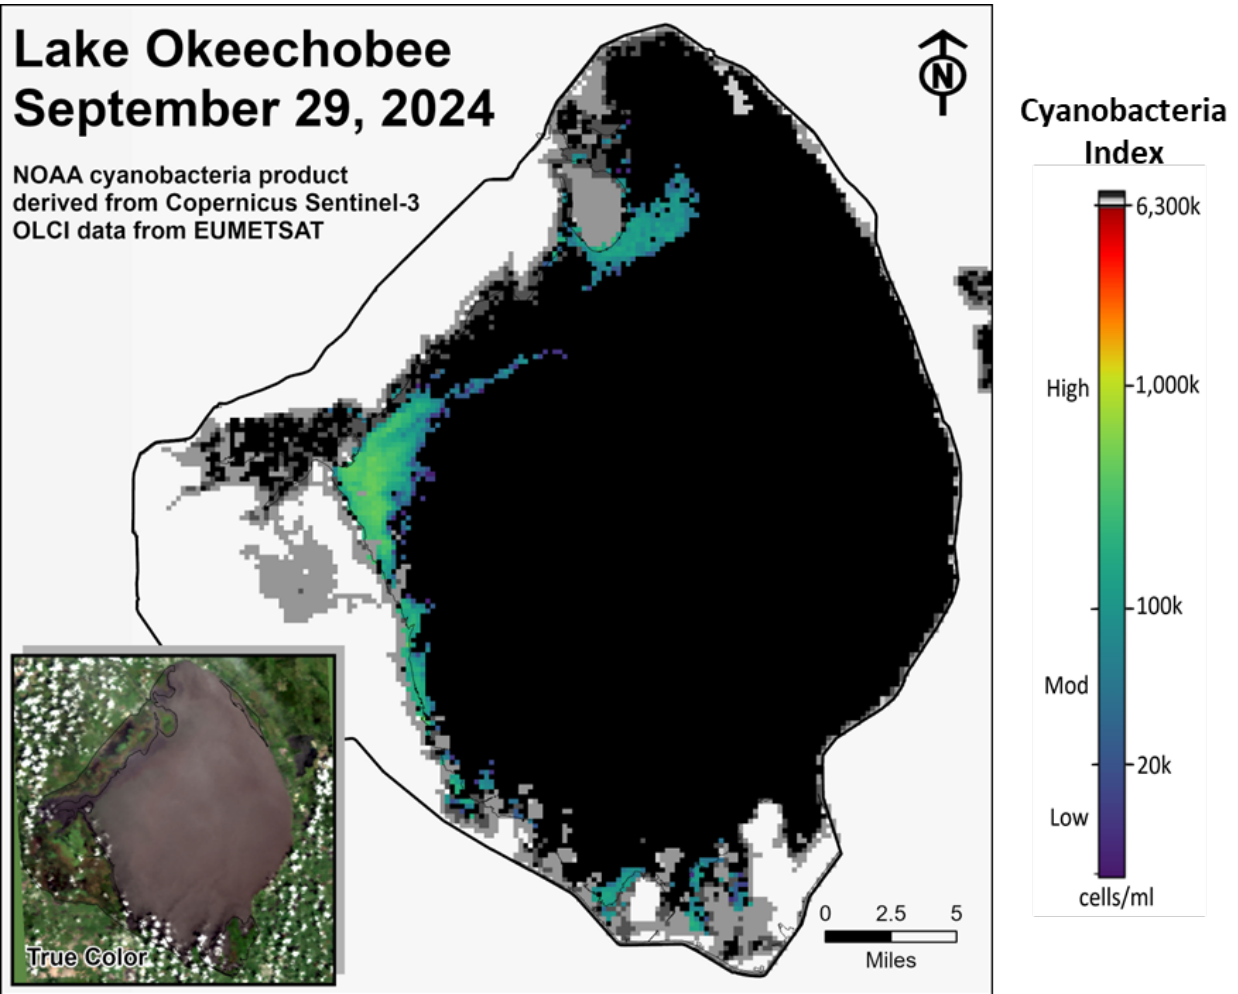 Lake Okeechobee
September 29, 2024
NOAA cyanobacteria product
derived from Copernicus Sentinel-3
OLCI data from EUMETSAT
N
Cyanobacteria
Index
6,300k
High
1,000k
100k
Mod
20k
Low
cells/ml
0 2.5 5
Miles
True Color